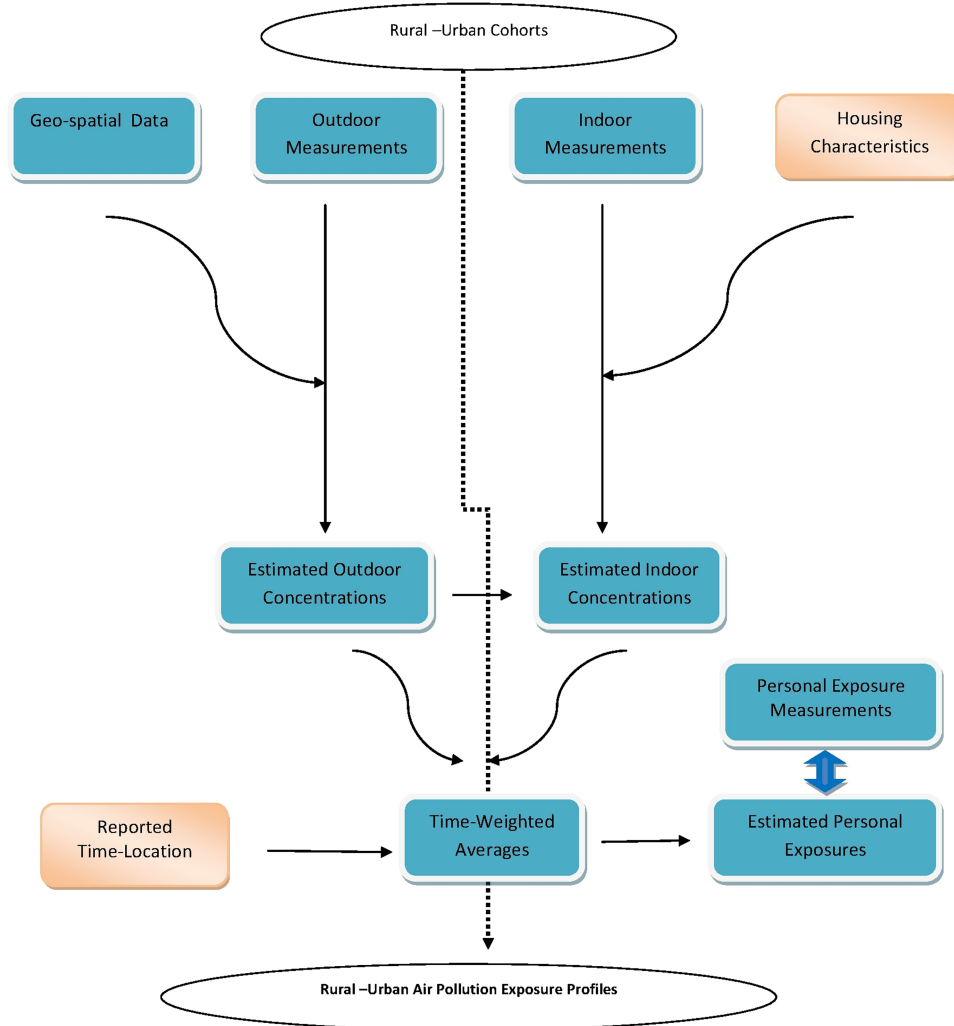 Rural –Urban Cohorts
Geo-spatial Data
Outdoor
Measurements
Indoor
Measurements
Housing
Characteristics
Estimated Outdoor
Concentrations
Estimated Indoor
Concentrations
Personal Exposure
Measurements
Reported
Time-Location
Time-Weighted
Averages
Estimated Personal
Exposures
Rural –Urban Air Pollution Exposure Profiles